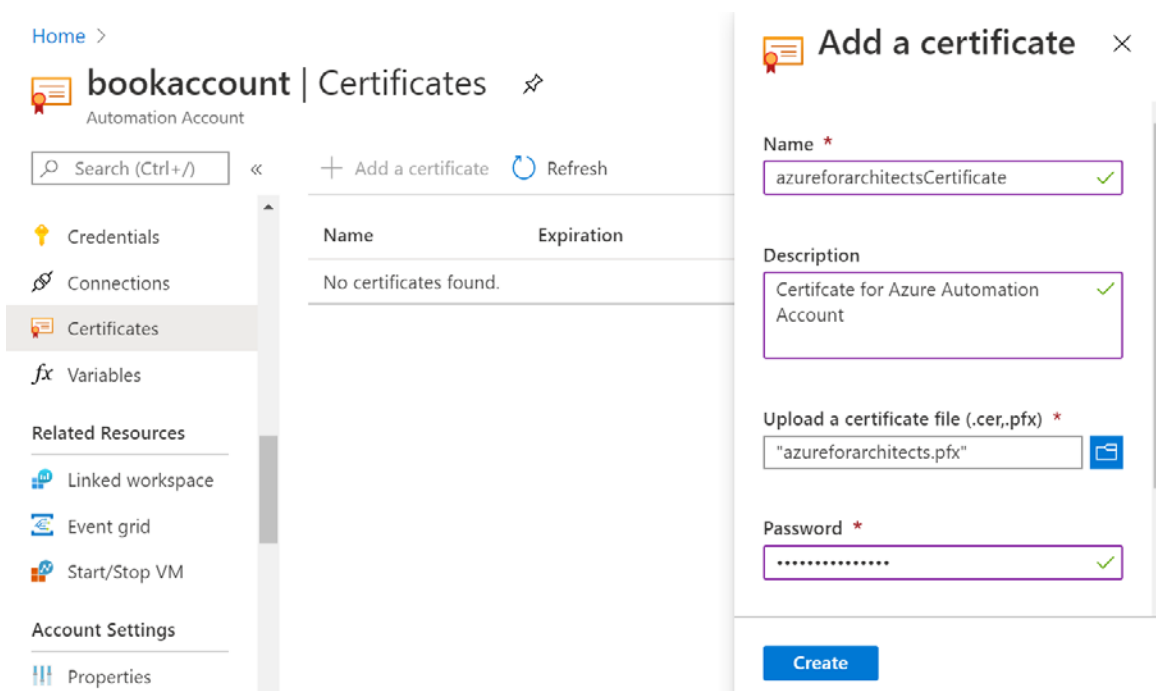 Home >
bookaccount | Certificates
Automation Account
Search (Ctrl+/)
«
+ Add a certificate
Refresh
Credentials
Connections
Certificates
fx Variables
Related Resources
Linked workspace
Event grid
Start/Stop VM
Account Settings
Properties
Name
Expiration
No certificates found.
Add a certificate
Name *
azureforarchitectsCertificate
Description
Certifcate for Azure Automation
Account
Upload a certificate file (.cer,.pfx) *
"azureforarchitects.pfx"
Password *
•••••••••••••••
Create